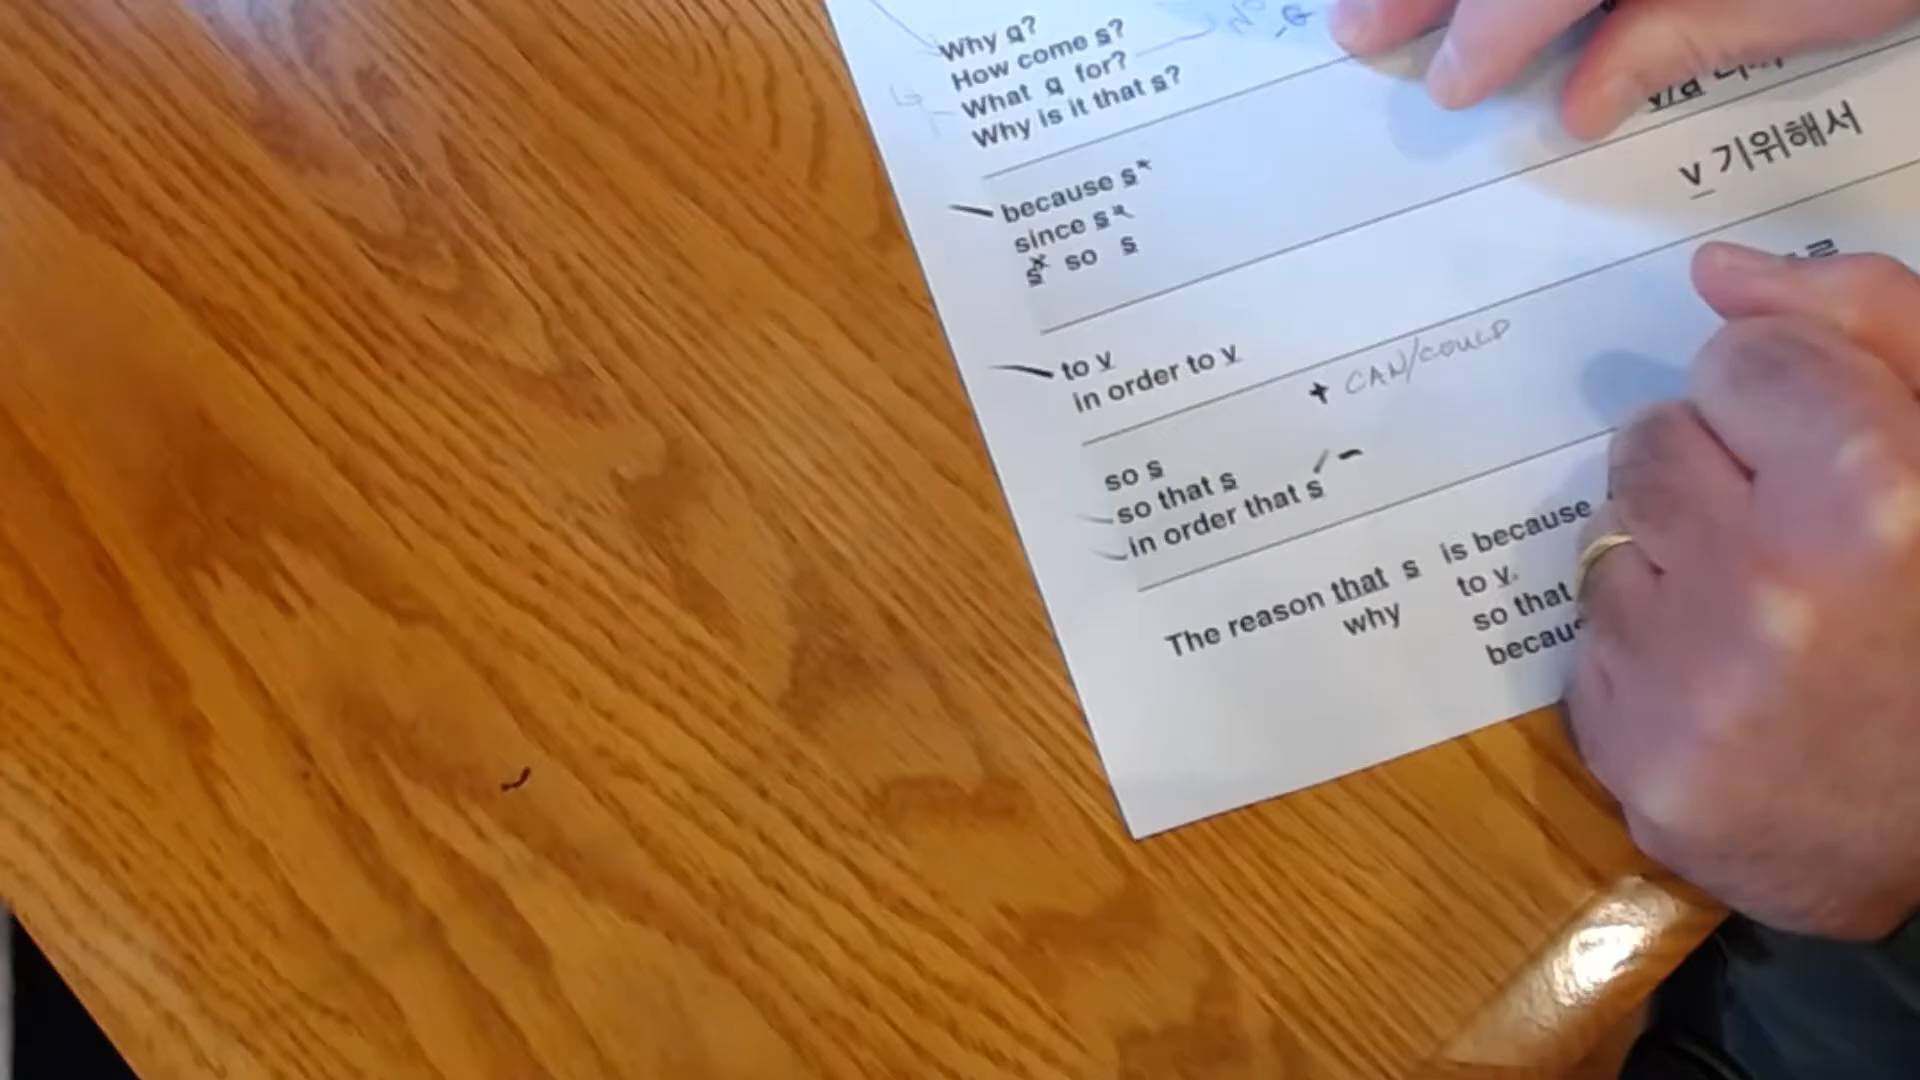 Why q?
How come s?
What q for?
Why is it that s?
because s*
since s*
s* so s
v 기위해서
to v
in order to v
+ CAN/COULD
so s
so that s
in order that s
The reason that s is because
why to v.
so that